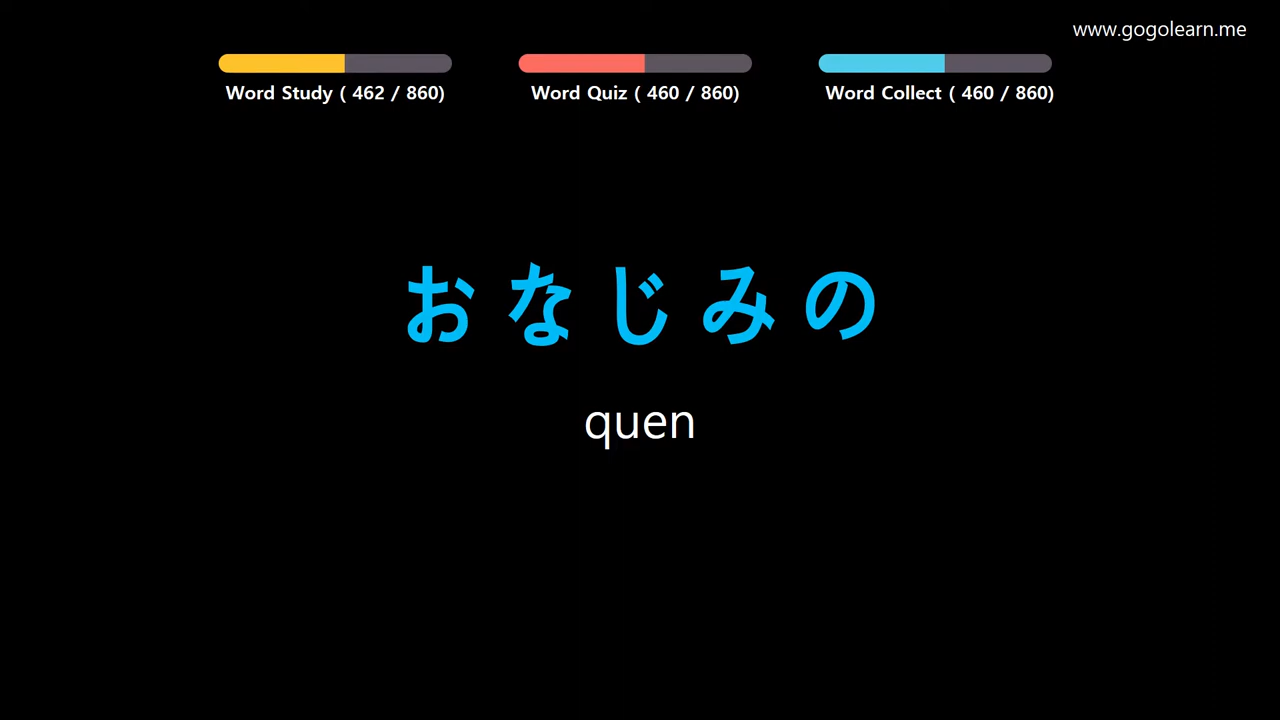 www.gogolearn.me
Word Study ( 462 / 860)
Word Quiz ( 460 / 860)
Word Collect ( 460 / 860)
おなじみの
quen